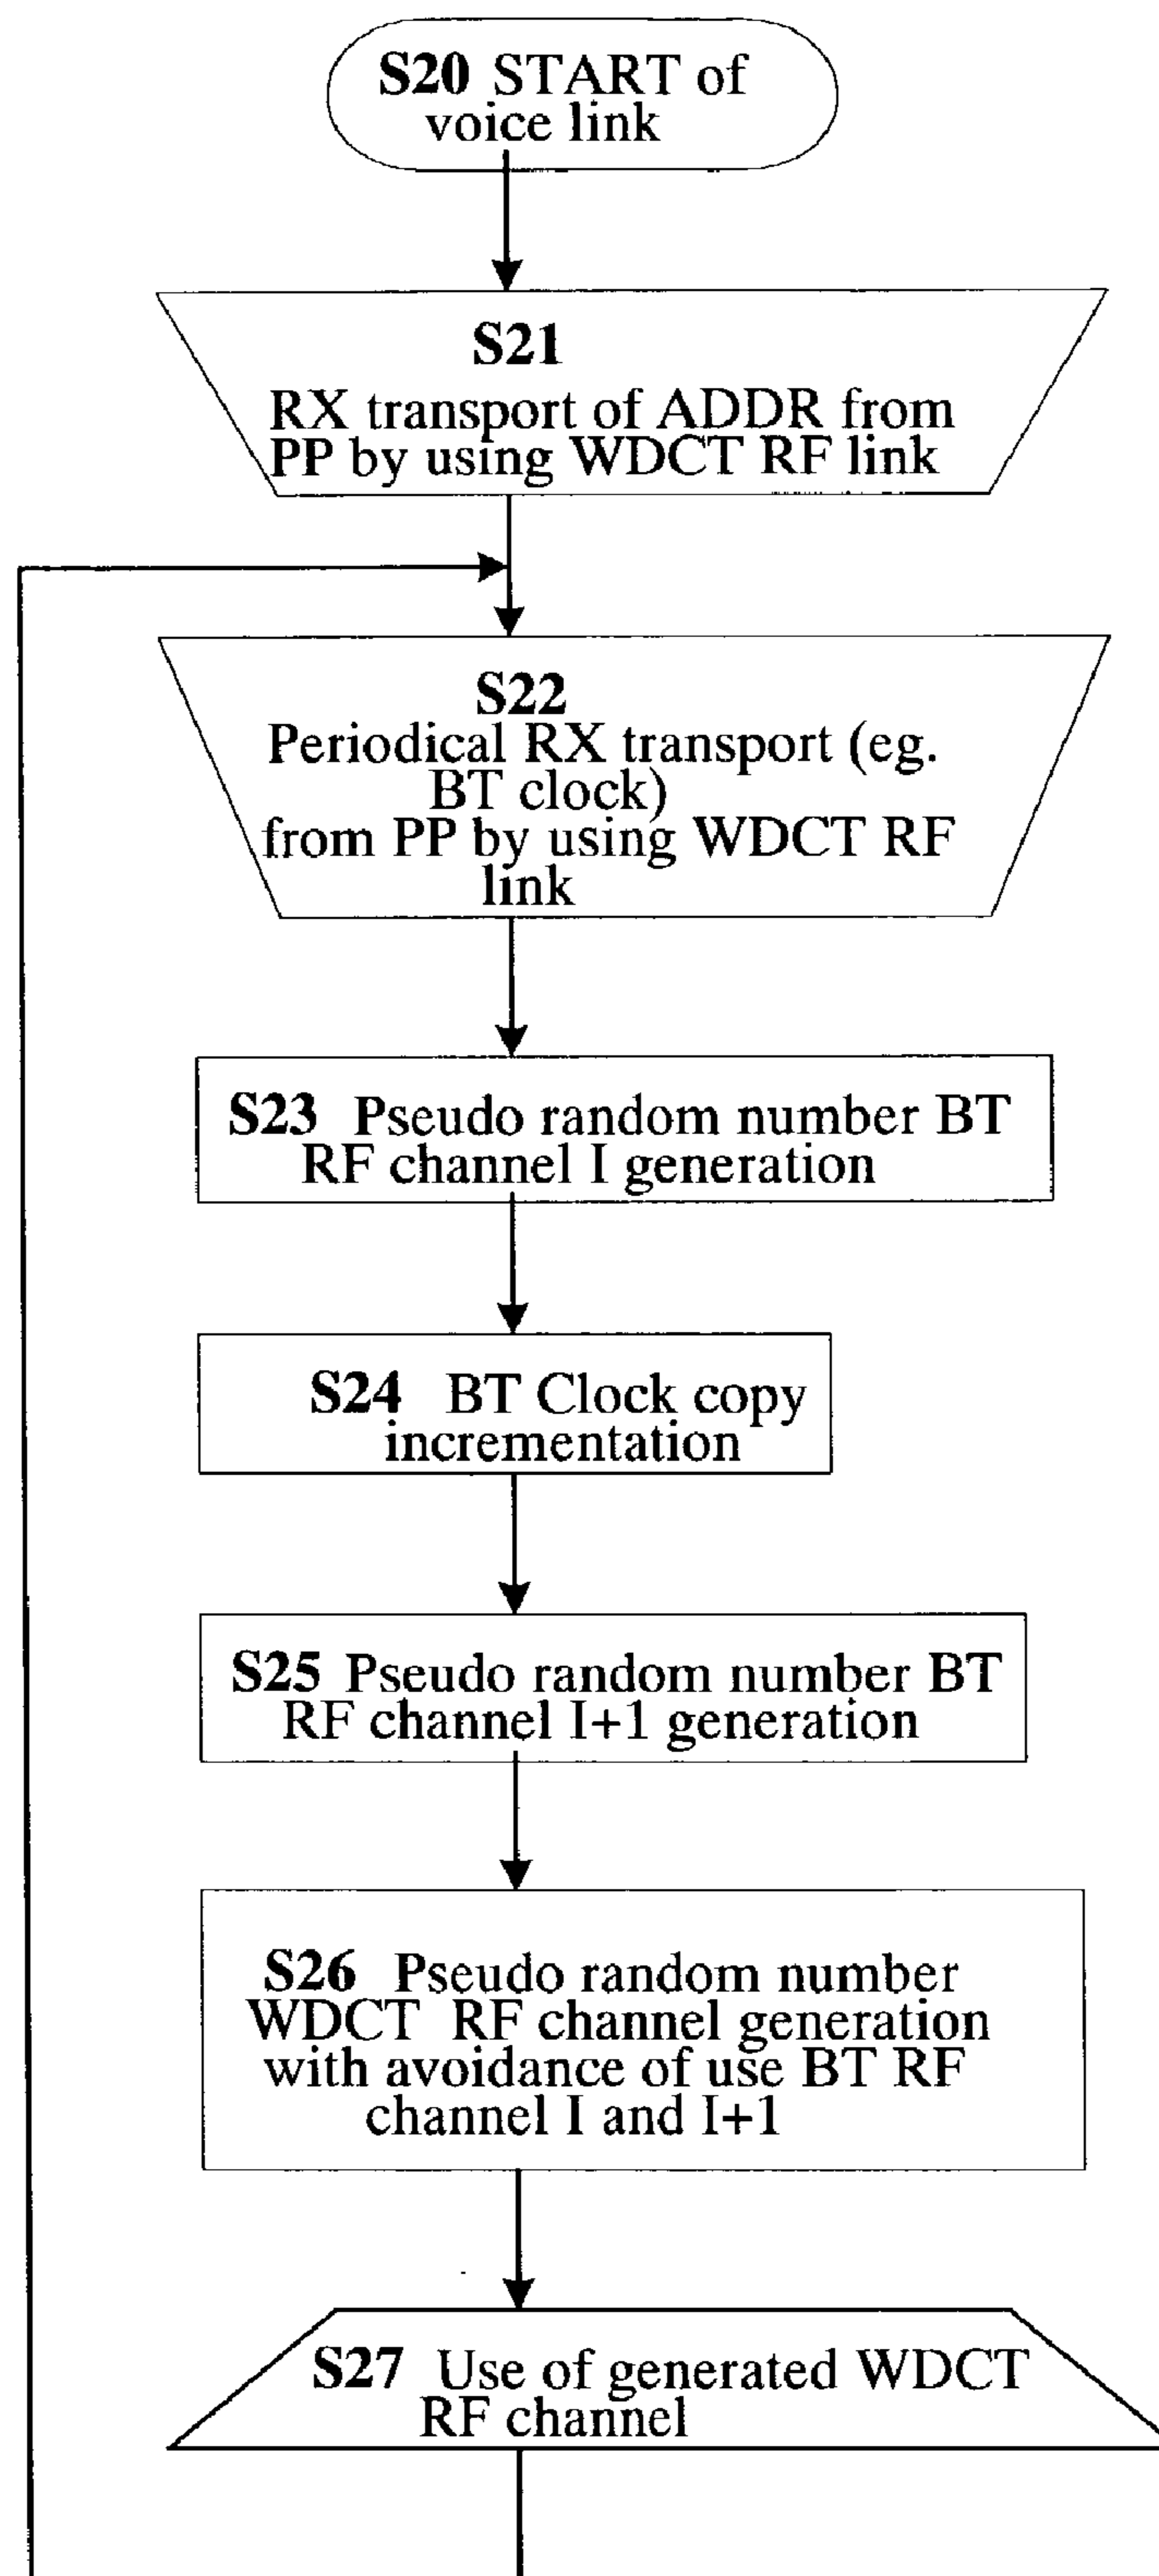 S20 START of
voice link
S21
RX transport of ADDR from
PP by using WDCT RF link
S22
Periodical RX transport (eg.
BT clock)
from PP by using WDCT RF
link
S23 Pseudo random number BT
RF channel I generation
S24 BT Clock copy
incrementation
S25 Pseudo random number BT
RF channel I+1 generation
S26 Pseudo random number
WDCT RF channel generation
with avoidance of use BT RF
channel I and I+1
S27 Use of generated WDCT
RF channel